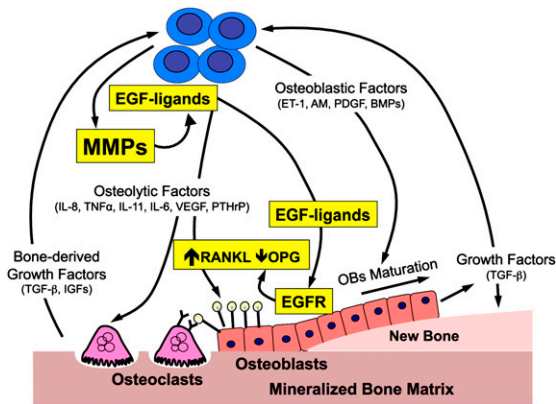 EGF-ligands
MMPs
Osteoblastic Factors
(ET-1, AM, PDGF, BMPs)
Osteolytic Factors
(IL-8, TNFα, IL-11, IL-6, VEGF, PTHrP)
EGF-ligands
Bone-derived
Growth Factors
(TGF-β, IGFs)
RANKL OPG
EGFR
OBs Maturation
Growth Factors
(TGF-β)
New Bone
Osteoclasts
Osteoblasts
Mineralized Bone Matrix